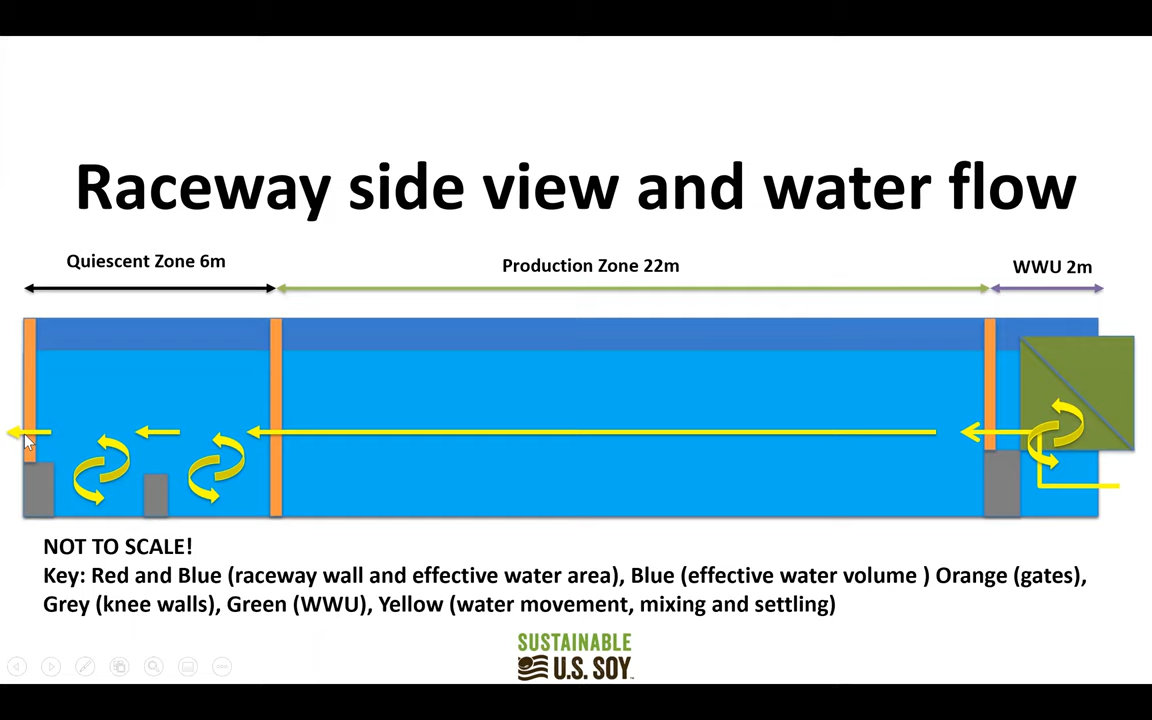 Raceway side view and water flow
Quiescent Zone 6m
Production Zone 22m
WWU 2m
NOT TO SCALE!
Key: Red and Blue (raceway wall and effective water area), Blue (effective water volume ) Orange (gates),
Grey (knee walls), Green (WWU), Yellow (water movement, mixing and settling)
SUSTAINABLE
U.S. SOY™